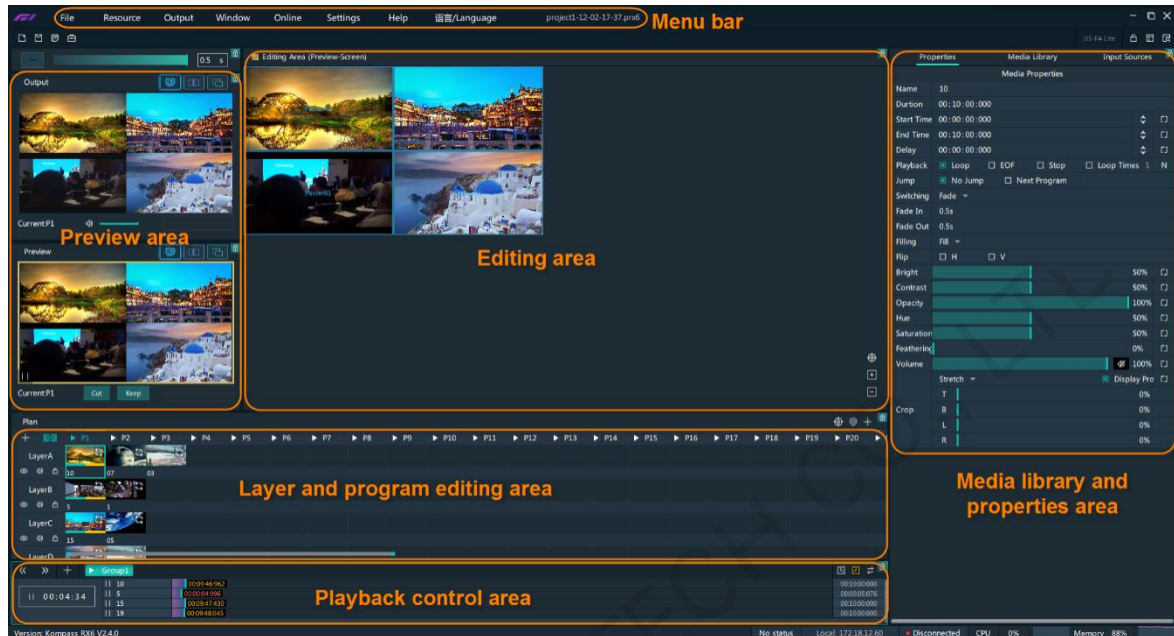 File Resource Output Window Online Settings Help 语言/Language project1-12-02-17-37.prx6 Menu bar
U3-F4 Lite
0.5 s
Editing Area (Preview-Screen)
Output
Current:P1
Preview area
Preview
Current:P1 Cut Keep
Editing area
Properties Media Library Input Sources
Media Properties
Name 10
Durtion 00:10:00:000
Start Time 00:00:00:000
End Time 00:10:00:000
Delay 00:00:00:000
Playback Loop EOF Stop Loop Times 1 N
Jump No Jump Next Program
Switching Fade
Fade In 0.5s
Fade Out 0.5s
Filling Fill
Flip H V
Bright 50%
Contrast 50%
Opacity 100%
Hue 50%
Saturation 50%
Feathering 0%
Volume 100%
Stretch Display Pro
T 0%
Crop B 0%
L 0%
R 0%
Media library and
properties area
Plan
P1 P2 P3 P4 P5 P6 P7 P8 P9 P10 P11 P12 P13 P14 P15 P16 P17 P18 P19 P20
LayerA
10 07 03
LayerB
5 1
LayerC
15 05
LayerD
Layer and program editing area
Group1
00:04:34
10 00:09:46:962 00:10:00:000
5 00:00:04:996 00:00:05:076
15 00:09:47:430 00:10:00:000
19 00:09:48:045 00:10:00:000
Playback control area
Version: Kompass RX6 V2.4.0 No status Local: 172.18.12.60 Disconnected CPU 0% Memory 88%